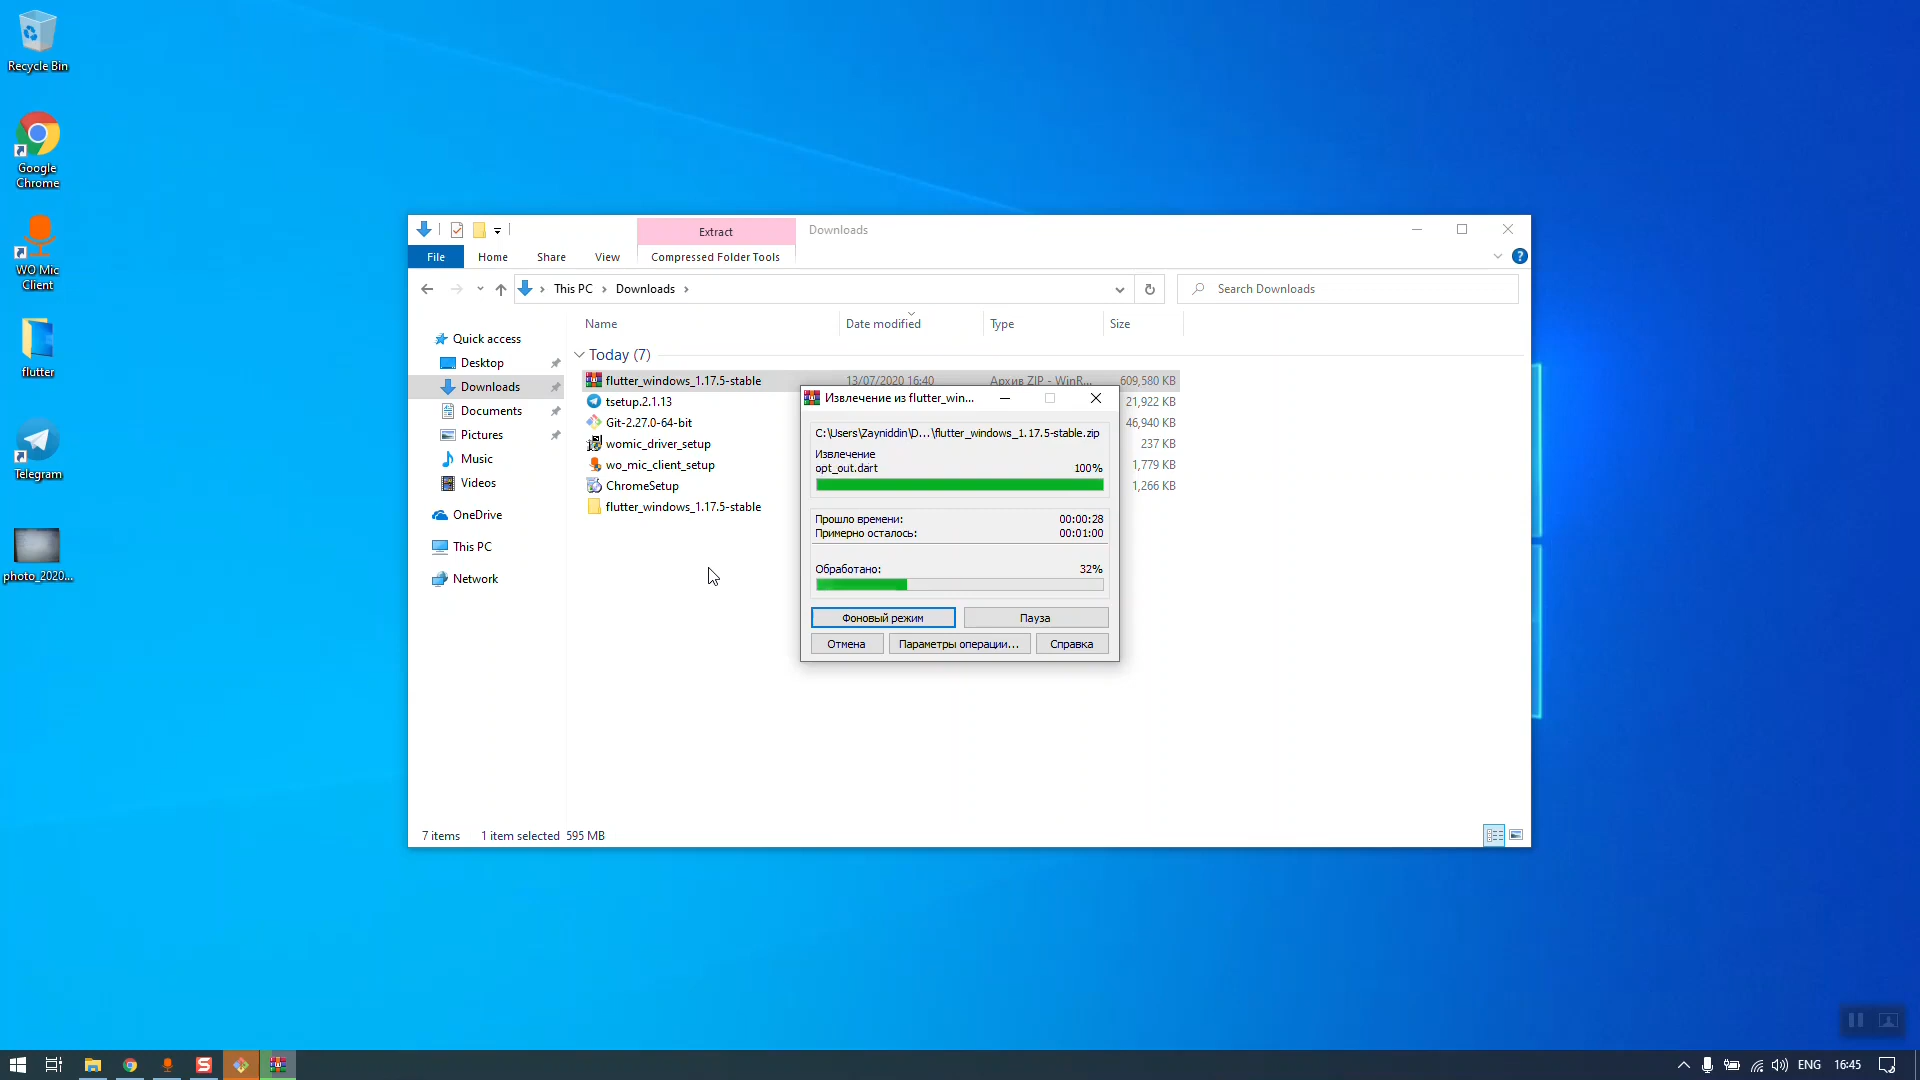 Recycle Bin
Google
Chrome
WO Mic
Client
flutter
Telegram
photo_2020...
Extract
Downloads
File
Home
Share
View
Compressed Folder Tools
This PC
Downloads
Search Downloads
Name
Date modified
Type
Size
Quick access
Desktop
Downloads
Documents
Pictures
Music
Videos
OneDrive
This PC
Network
Today (7)
flutter_windows_1.17.5-stable
13/07/2020 16:40
Архив ZIP - WinR...
609,580 KB
tsetup.2.1.13
21,922 KB
Git-2.27.0-64-bit
46,940 KB
womic_driver_setup
237 KB
wo_mic_client_setup
1,779 KB
ChromeSetup
1,266 KB
flutter_windows_1.17.5-stable
Извлечение из flutter_win...
C:\Users\Zayniddin\D...\flutter_windows_1.17.5-stable.zip
Извлечение
opt_out.dart
100%
Прошло времени:
00:00:28
Примерно осталось:
00:01:00
Обработано:
32%
Фоновый режим
Пауза
Отмена
Параметры операции...
Справка
7 items
1 item selected 595 MB
ENG
16:45